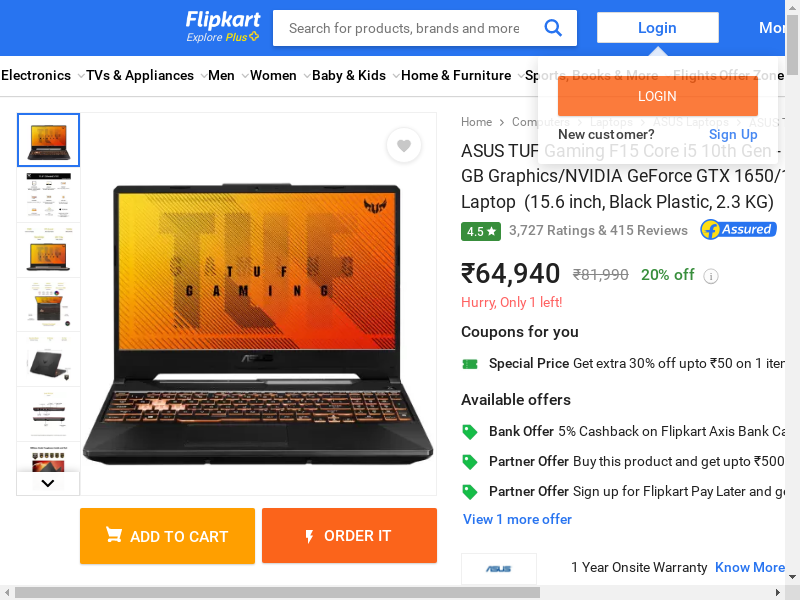 Flipkart
Explore Plus
Search for products, brands and more
Login
Mor
Electronics
TVs & Appliances
Men
Women
Baby & Kids
Home & Furniture
Sports, Books & More
Flights
Offer Zone
LOGIN
New customer?
Sign Up
Home
Computers
Laptops
ASUS Laptops
ASUS T
ASUS TUF Gaming F15 Core i5 10th Gen -
GB Graphics/NVIDIA GeForce GTX 1650/1
Laptop (15.6 inch, Black Plastic, 2.3 KG)
4.5
3,727 Ratings & 415 Reviews
Assured
₹64,940
₹81,990
20% off
i
Hurry, Only 1 left!
Coupons for you
Special Price Get extra 30% off upto ₹50 on 1 iter
Available offers
Bank Offer 5% Cashback on Flipkart Axis Bank Ca
Partner Offer Buy this product and get upto ₹500
Partner Offer Sign up for Flipkart Pay Later and ge
View 1 more offer
ASUS
1 Year Onsite Warranty
Know More
TUF
GAMING
TUF
GAMING
ASUS
ADD TO CART
ORDER IT